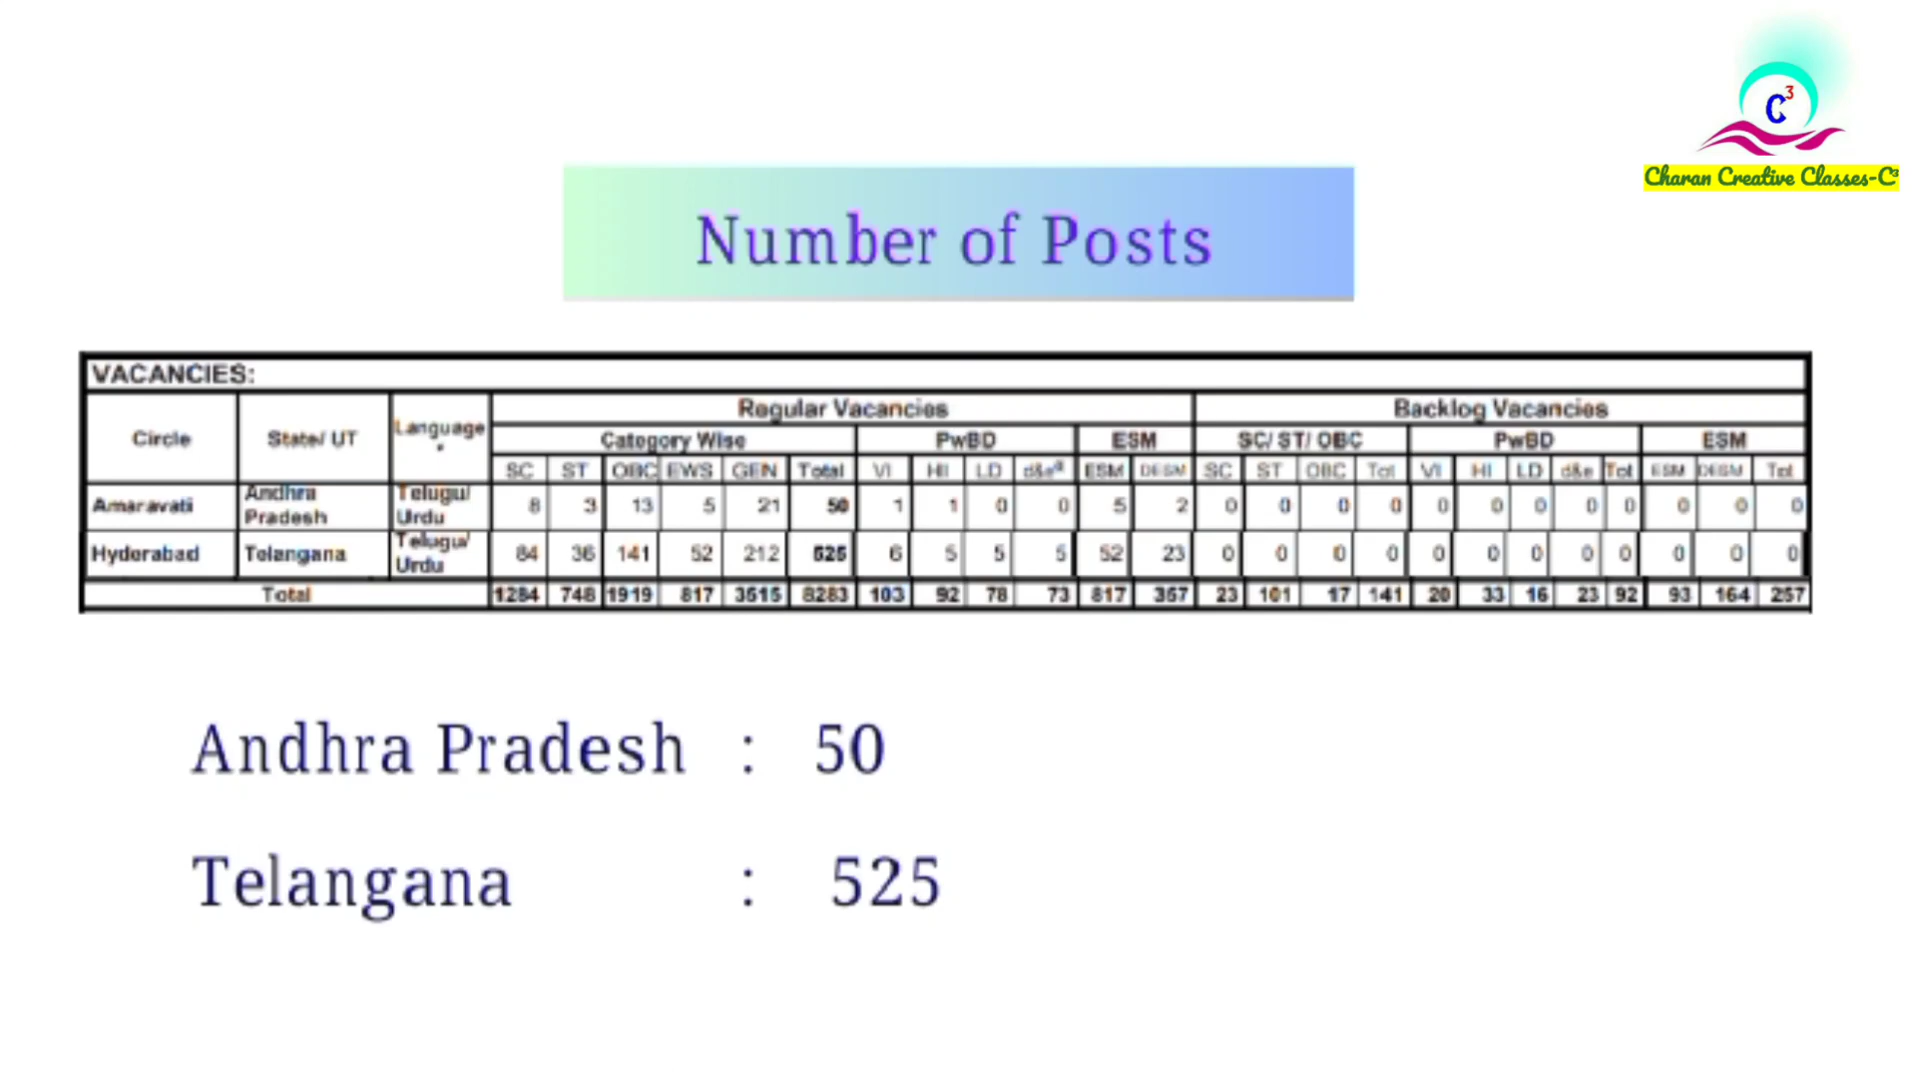 C³
Charan Creative Classes-C³
Number of Posts
VACANCIES:
Circle State/ UT Language * Regular Vacancies Backlog Vacancies
Category Wise PwBD ESM SC/ ST/ OBC PwBD ESM
SC ST OBC EWS GEN Total VI HI LD d&e@ ESM DESM SC ST OBC Tot VI HI LD d&e Tot ESM DESM Tot
Amaravati Andhra Pradesh Telugu/ Urdu 8 3 13 5 21 50 1 1 0 0 5 2 0 0 0 0 0 0 0 0 0 0 0 0
Hyderabad Telangana Telugu/ Urdu 84 36 141 52 212 525 6 5 5 5 52 23 0 0 0 0 0 0 0 0 0 0 0 0
Total 1284 748 1919 817 3515 8283 103 92 78 73 817 357 23 101 17 141 20 33 16 23 92 93 164 257
Andhra Pradesh : 50
Telangana : 525